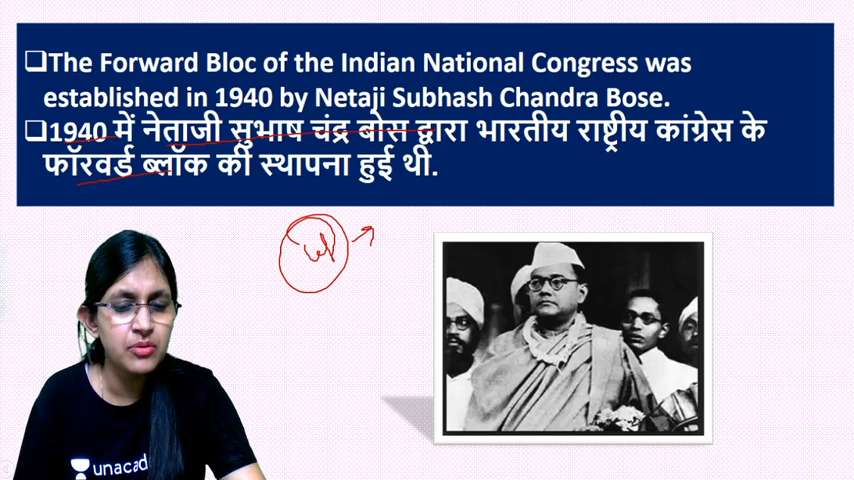 ❑The Forward Bloc of the Indian National Congress was
established in 1940 by Netaji Subhash Chandra Bose.
❑1940 में नेताजी सुभाष चंद्र बोस द्वारा भारतीय राष्ट्रीय कांग्रेस के
फॉरवर्ड ब्लॉक की स्थापना हुई थी.
unacad